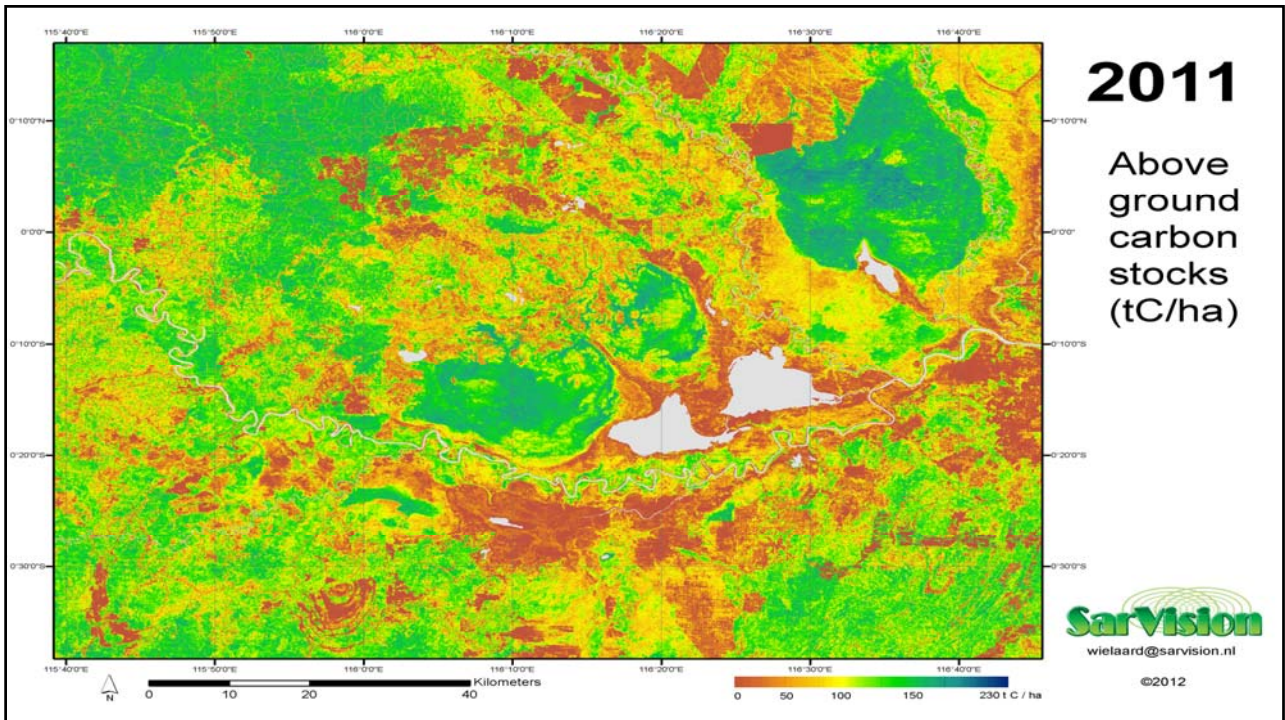 115°40'0"E 115°50'0"E 116°0'0"E 116°10'0"E 116°20'0"E 116°30'0"E 116°40'0"E
2011
Above
ground
carbon
stocks
(tC/ha)
0°10'0"N 0°10'0"N
0°0'0" 0°0'0"
0°10'0"S 0°10'0"S
0°20'0"S 0°20'0"S
0°30'0"S 0°30'0"S
115°40'0"E 115°50'0"E 116°0'0"E 116°10'0"E 116°20'0"E 116°30'0"E 116°40'0"E
SarVision
wielaard@sarvision.nl
©2012
N
Kilometers
0 10 20 40
0 50 100 150 230 t C / ha